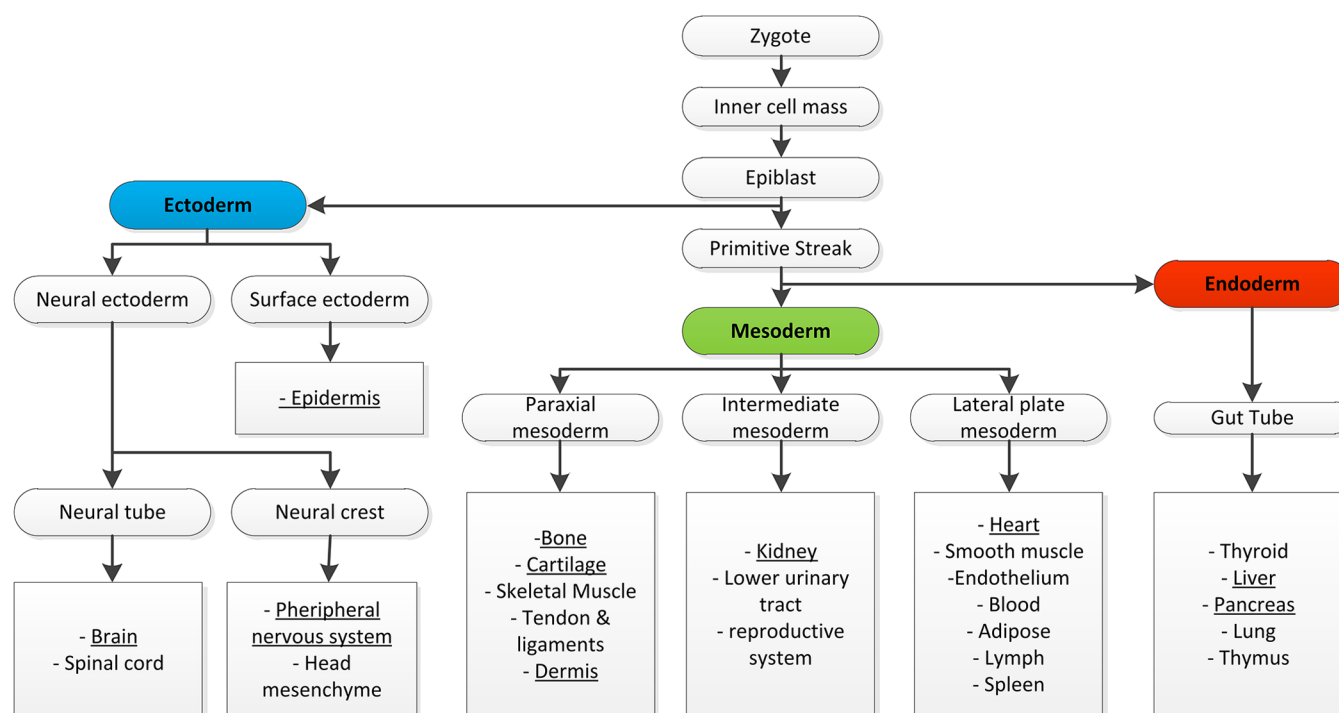 Zygote
Inner cell mass
Epiblast
Ectoderm
Primitive Streak
Neural ectoderm
Surface ectoderm
Endoderm
Mesoderm
- Epidermis
Paraxial
mesoderm
Intermediate
mesoderm
Lateral plate
mesoderm
Gut Tube
Neural tube
Neural crest
- Brain
- Spinal cord
- Pheripheral
nervous system
- Head
mesenchyme
-Bone
- Cartilage
- Skeletal Muscle
- Tendon &
ligaments
- Dermis
- Kidney
- Lower urinary
tract
- reproductive
system
- Heart
- Smooth muscle
-Endothelium
- Blood
- Adipose
- Lymph
- Spleen
- Thyroid
- Liver
- Pancreas
- Lung
- Thymus